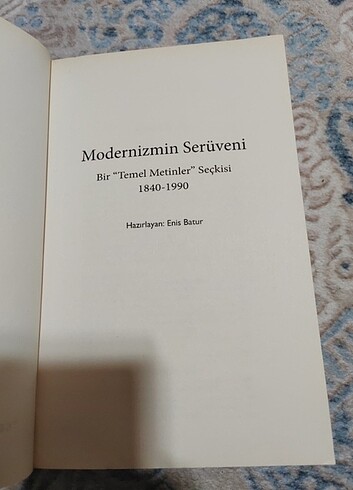 Modernizmin Serüveni
Bir “Temel Metinler” Seçkisi
1840-1990
Hazırlayan: Enis Batur